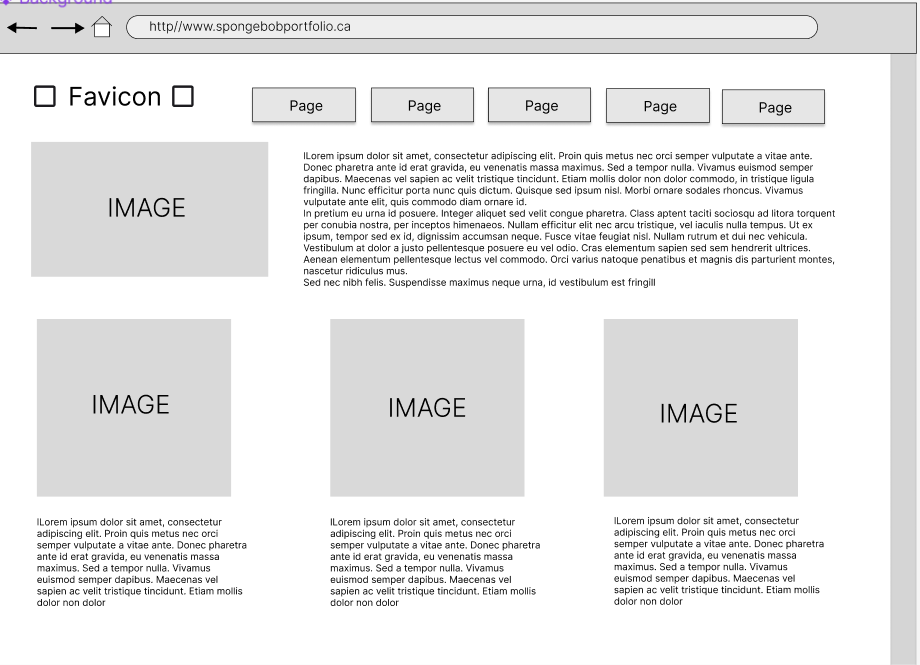 Background
http//www.spongebobportfolio.ca
Favicon
Page
Page
Page
Page
Page
IMAGE
lLorem ipsum dolor sit amet, consectetur adipiscing elit. Proin quis metus nec orci semper vulputate a vitae ante.
Donec pharetra ante id erat gravida, eu venenatis massa maximus. Sed a tempor nulla. Vivamus euismod semper
dapibus. Maecenas vel sapien ac velit tristique tincidunt. Etiam mollis dolor non dolor commodo, in tristique ligula
fringilla. Nunc efficitur porta nunc quis dictum. Quisque sed ipsum nisl. Morbi ornare sodales rhoncus. Vivamus
vulputate ante elit, quis commodo diam ornare id.
In pretium eu urna id posuere. Integer aliquet sed velit congue pharetra. Class aptent taciti sociosqu ad litora torquent
per conubia nostra, per inceptos himenaeos. Nullam efficitur elit nec arcu tristique, vel iaculis nulla tempus. Ut ex
ipsum, tempor sed ex id, dignissim accumsan neque. Fusce vitae feugiat nisl. Nullam rutrum et dui nec vehicula.
Vestibulum at dolor a justo pellentesque posuere eu vel odio. Cras elementum sapien sed sem hendrerit ultrices.
Aenean elementum pellentesque lectus vel commodo. Orci varius natoque penatibus et magnis dis parturient montes,
nascetur ridiculus mus.
Sed nec nibh felis. Suspendisse maximus neque urna, id vestibulum est fringill
IMAGE
IMAGE
IMAGE
lLorem ipsum dolor sit amet, consectetur
adipiscing elit. Proin quis metus nec orci
semper vulputate a vitae ante. Donec pharetra
ante id erat gravida, eu venenatis massa
maximus. Sed a tempor nulla. Vivamus
euismod semper dapibus. Maecenas vel
sapien ac velit tristique tincidunt. Etiam mollis
dolor non dolor
lLorem ipsum dolor sit amet, consectetur
adipiscing elit. Proin quis metus nec orci
semper vulputate a vitae ante. Donec pharetra
ante id erat gravida, eu venenatis massa
maximus. Sed a tempor nulla. Vivamus
euismod semper dapibus. Maecenas vel
sapien ac velit tristique tincidunt. Etiam mollis
dolor non dolor
lLorem ipsum dolor sit amet, consectetur
adipiscing elit. Proin quis metus nec orci
semper vulputate a vitae ante. Donec pharetra
ante id erat gravida, eu venenatis massa
maximus. Sed a tempor nulla. Vivamus
euismod semper dapibus. Maecenas vel
sapien ac velit tristique tincidunt. Etiam mollis
dolor non dolor